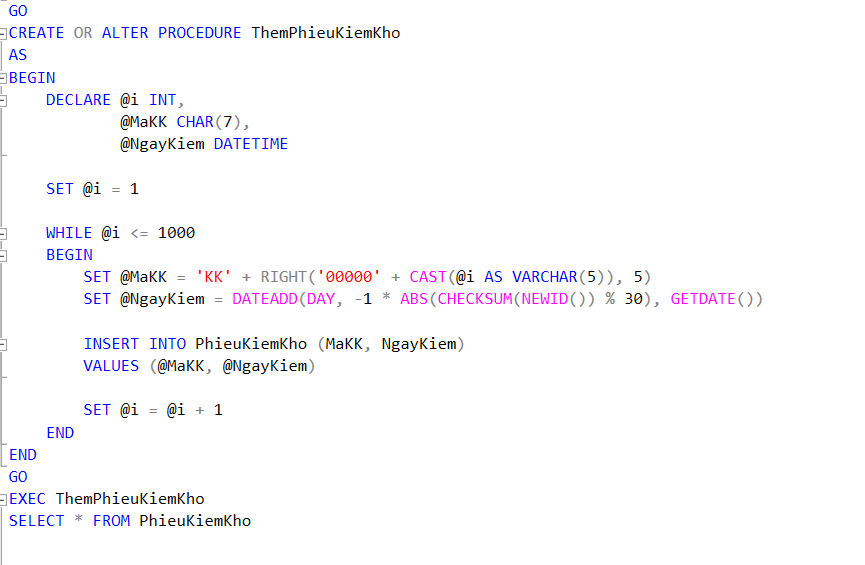 GO
CREATE OR ALTER PROCEDURE ThemPhieuKiemKho
AS
BEGIN
    DECLARE @i INT,
            @MaKK CHAR(7),
            @NgayKiem DATETIME

    SET @i = 1

    WHILE @i <= 1000
    BEGIN
        SET @MaKK = 'KK' + RIGHT('00000' + CAST(@i AS VARCHAR(5)), 5)
        SET @NgayKiem = DATEADD(DAY, -1 * ABS(CHECKSUM(NEWID()) % 30), GETDATE())

        INSERT INTO PhieuKiemKho (MaKK, NgayKiem)
        VALUES (@MaKK, @NgayKiem)

        SET @i = @i + 1
    END
END
GO
EXEC ThemPhieuKiemKho
SELECT * FROM PhieuKiemKho